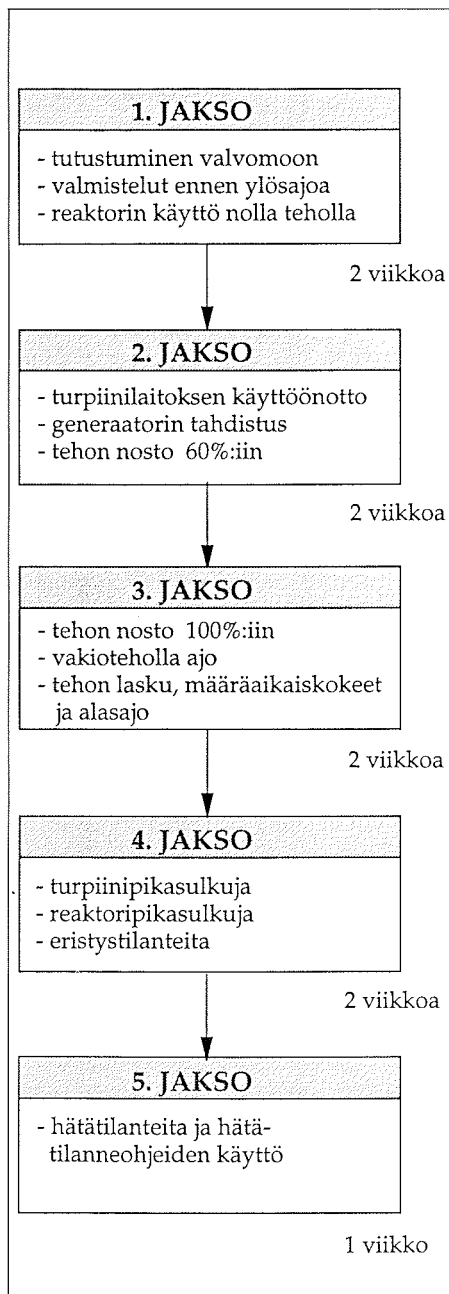 1. JAKSO
- tutustuminen valvomoon
- valmistelut ennen ylösajoa
- reaktorin käyttö nolla teholla
2 viikkoa
2. JAKSO
- turpiinilaitoksen käyttöönotto
- generaatorin tahdistus
- tehon nosto 60%:iin
2 viikkoa
3. JAKSO
- tehon nosto 100%:iin
- vakioteholla ajo
- tehon lasku, määräaikaiskokeet
ja alasajo
2 viikkoa
4. JAKSO
- turpiinipikasulkuja
- reaktoripikasulkuja
- eristystilanteita
2 viikkoa
5. JAKSO
- hätätilanteita ja hätä-
tilanneohjeiden käyttö
1 viikko